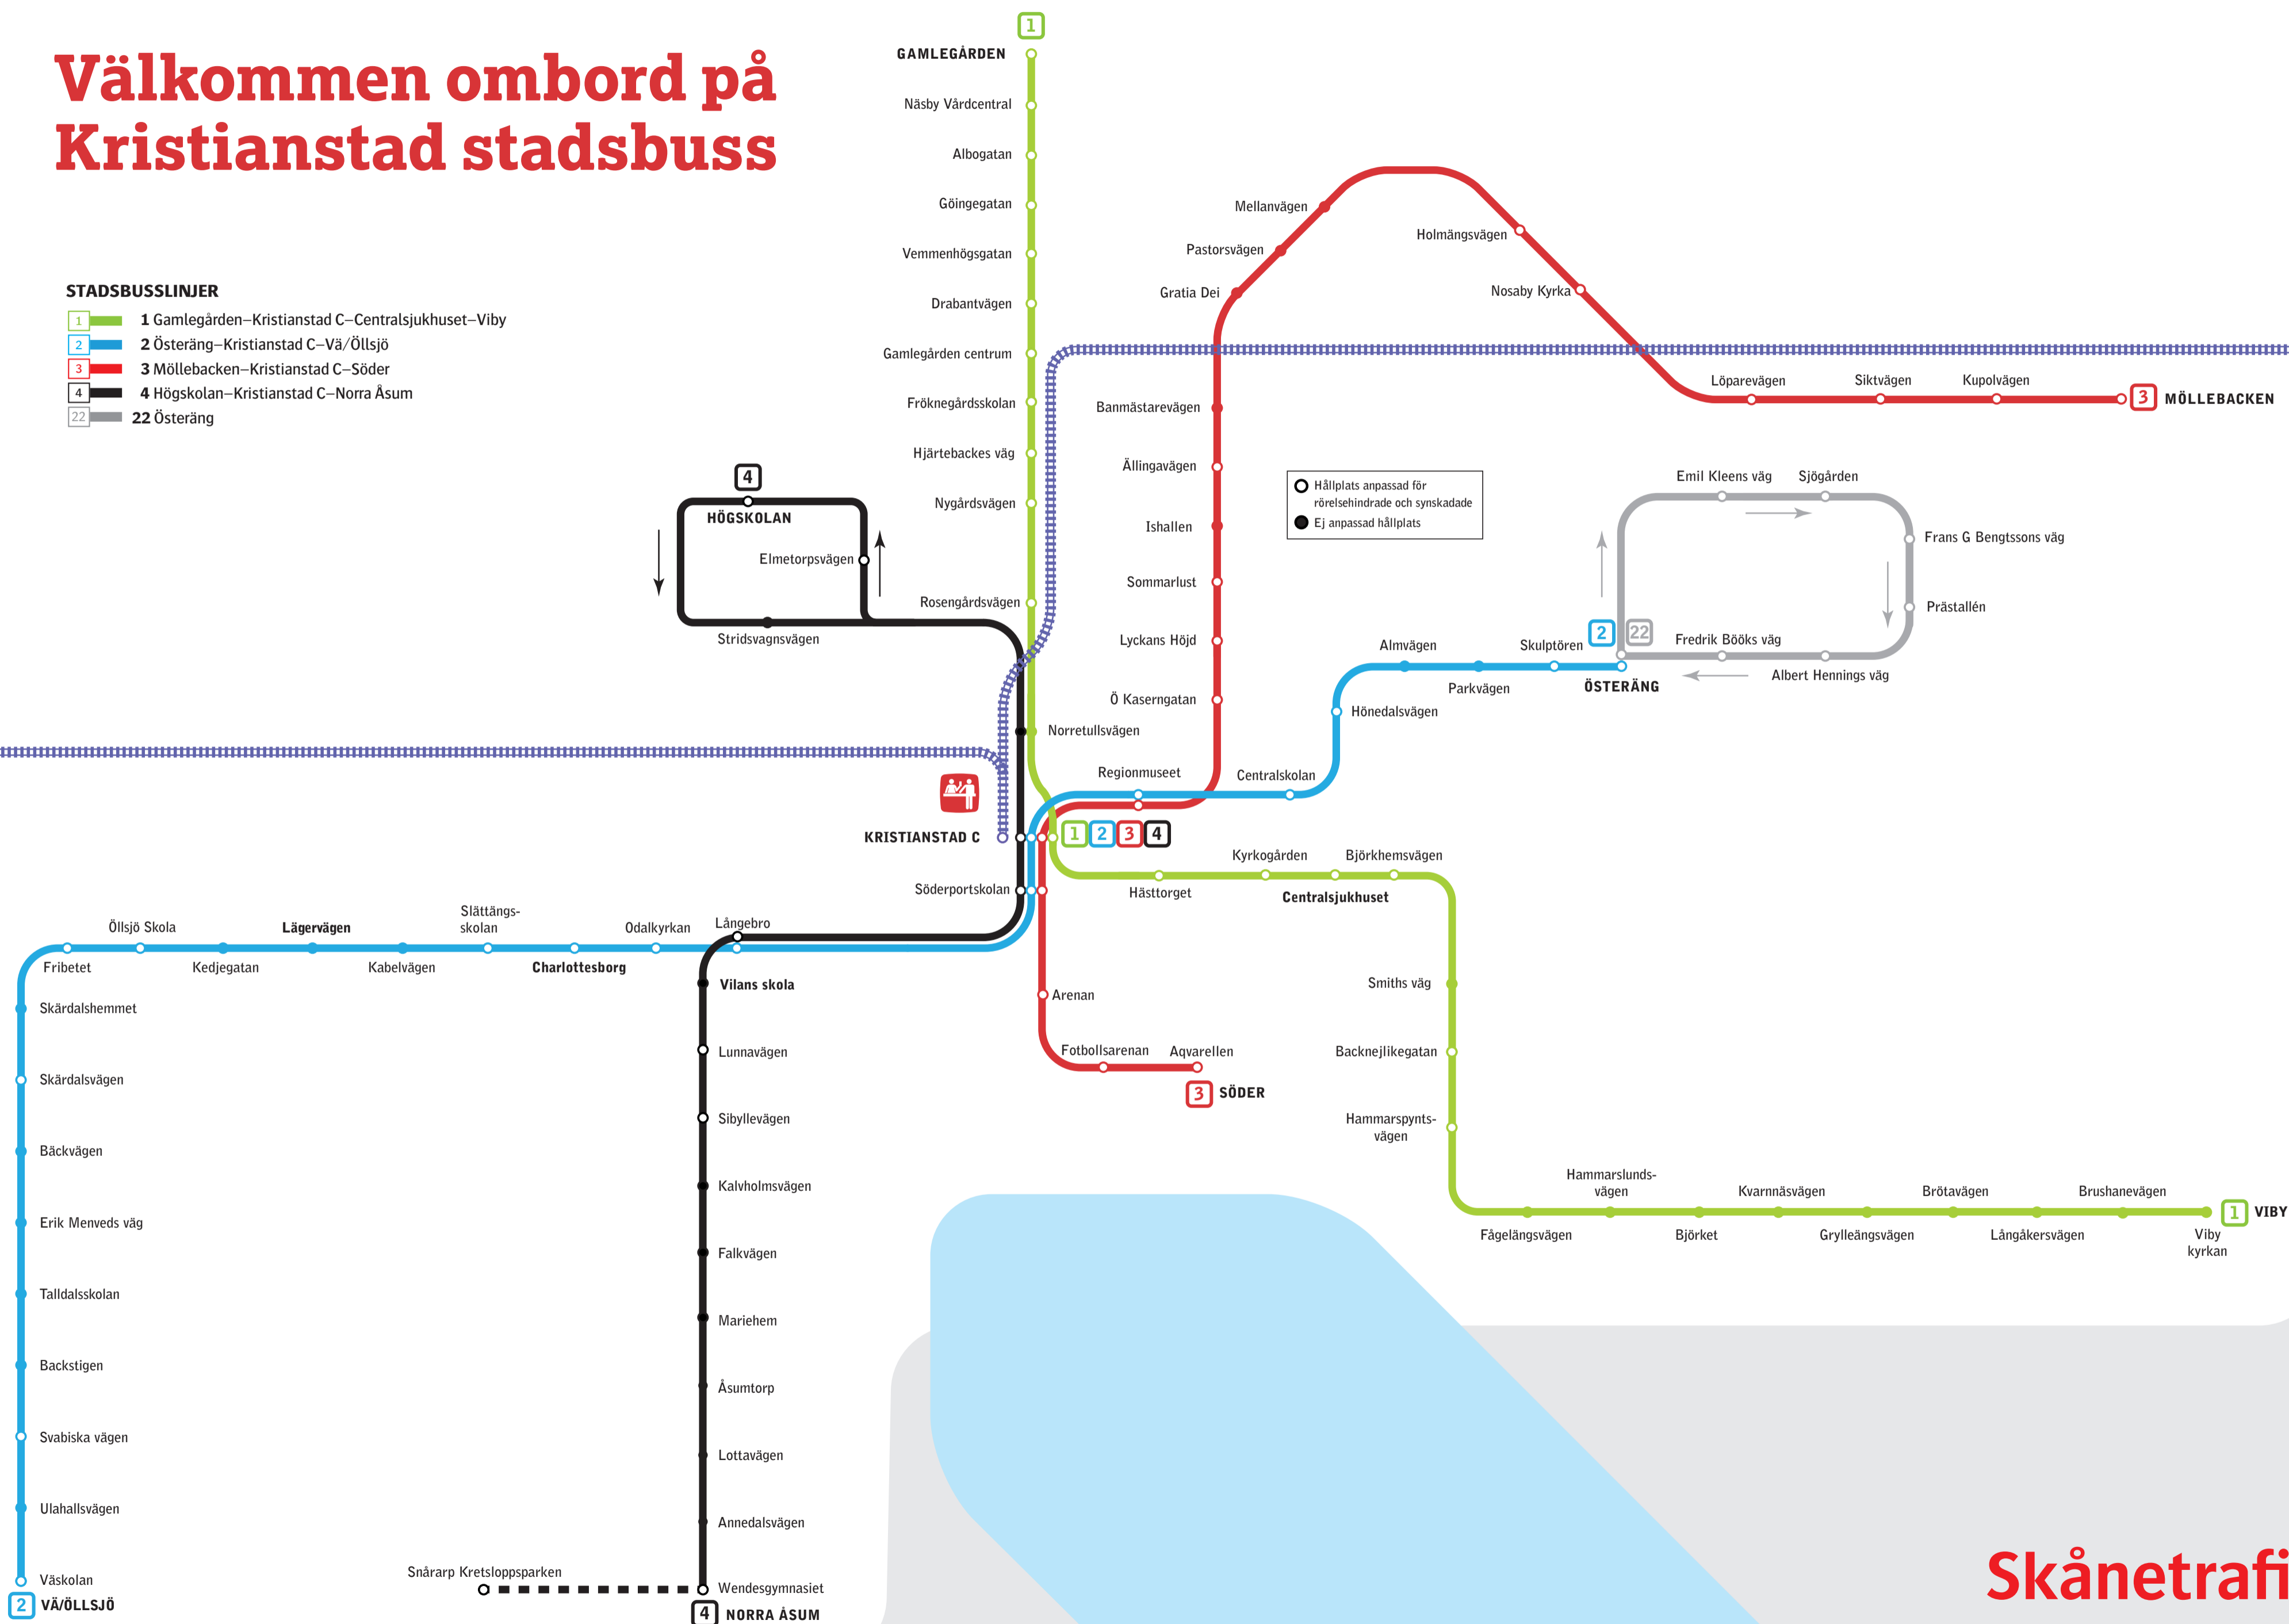 Välkommen ombord på
Kristianstad stadsbuss
STADSBUSSLINJER
1 1 Gamlegården–Kristianstad C–Centralsjukhuset–Viby
2 2 Österäng–Kristianstad C–Vä/Öllsjö
3 3 Möllebacken–Kristianstad C–Söder
4 4 Högskolan–Kristianstad C–Norra Åsum
22 22 Österäng
1
GAMLEGÅRDEN
Näsby Vårdcentral
Albogatan
Göingegatan
Vemmenhögsgatan
Drabantvägen
Gamlegården centrum
Fröknegårdsskolan
Hjärtebackes väg
Nygårdsvägen
Rosengårdsvägen
Norretullsvägen
4
HÖGSKOLAN
Elmetorpsvägen
Stridsvagnsvägen
Mellanvägen
Pastorsvägen
Gratia Dei
Holmängsvägen
Nosaby Kyrka
Löparevägen
Siktvägen
Kupolvägen
3 MÖLLEBACKEN
Banmästarevägen
Ällingavägen
Ishallen
Sommarlust
Lyckans Höjd
Ö Kaserngatan
Regionmuseet
Hållplats anpassad för
rörelsehindrade och synskadade
Ej anpassad hållplats
Emil Kleens väg
Sjögården
Frans G Bengtssons väg
Prästallén
Fredrik Bööks väg
Albert Hennings väg
2 22
ÖSTERÄNG
Skulptören
Parkvägen
Almvägen
Hönedalsvägen
Centralskolan
KRISTIANSTAD C
1 2 3 4
Söderportskolan
Hästtorget
Kyrkogården
Centralsjukhuset
Björkhemsvägen
Smiths väg
Backnejlikegatan
Hammarspynts-
vägen
Fågelängsvägen
Hammarslunds-
vägen
Björket
Kvarnnäsvägen
Grylleängsvägen
Brötavägen
Långåkersvägen
Brushanevägen
Viby
kyrkan
1 VIBY
Arenan
Fotbollsarenan
Aqvarellen
3 SÖDER
Långebro
Odalkyrkan
Charlottesborg
Slättängs-
skolan
Kabelvägen
Lägervägen
Kedjegatan
Öllsjö Skola
Fribetet
Skärdalshemmet
Skärdalsvägen
Bäckvägen
Erik Menveds väg
Talldalsskolan
Backstigen
Svabiska vägen
Ulahallsvägen
Väskolan
2 VÄ/ÖLLSJÖ
Vilans skola
Lunnavägen
Sibyllevägen
Kalvholmsvägen
Falkvägen
Mariehem
Åsumtorp
Lottavägen
Annedalsvägen
Wendesgymnasiet
Snårarp Kretsloppsparken
4 NORRA ÅSUM
Skånetrafi